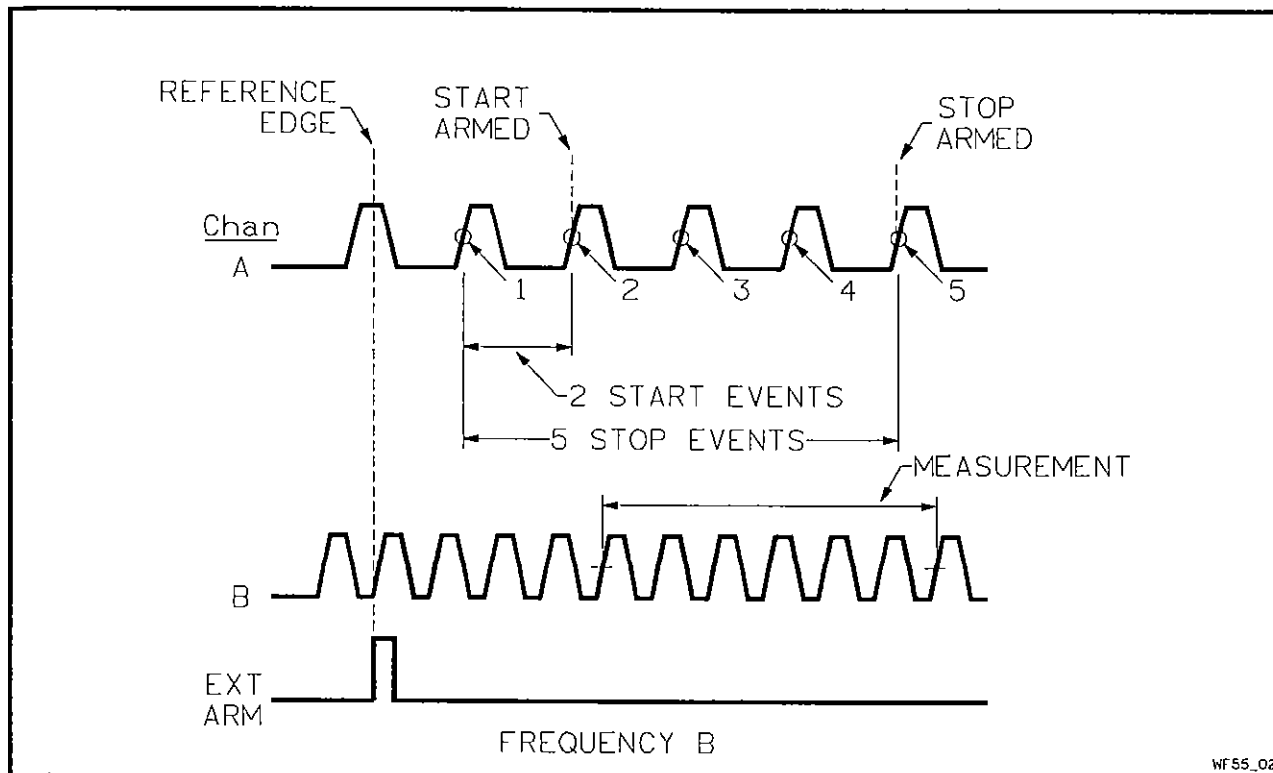 REFERENCE
EDGE
START
ARMED
STOP
ARMED
Chan
A
1
2
3
4
5
2 START EVENTS
5 STOP EVENTS
MEASUREMENT
B
EXT
ARM
FREQUENCY B
WF55_02